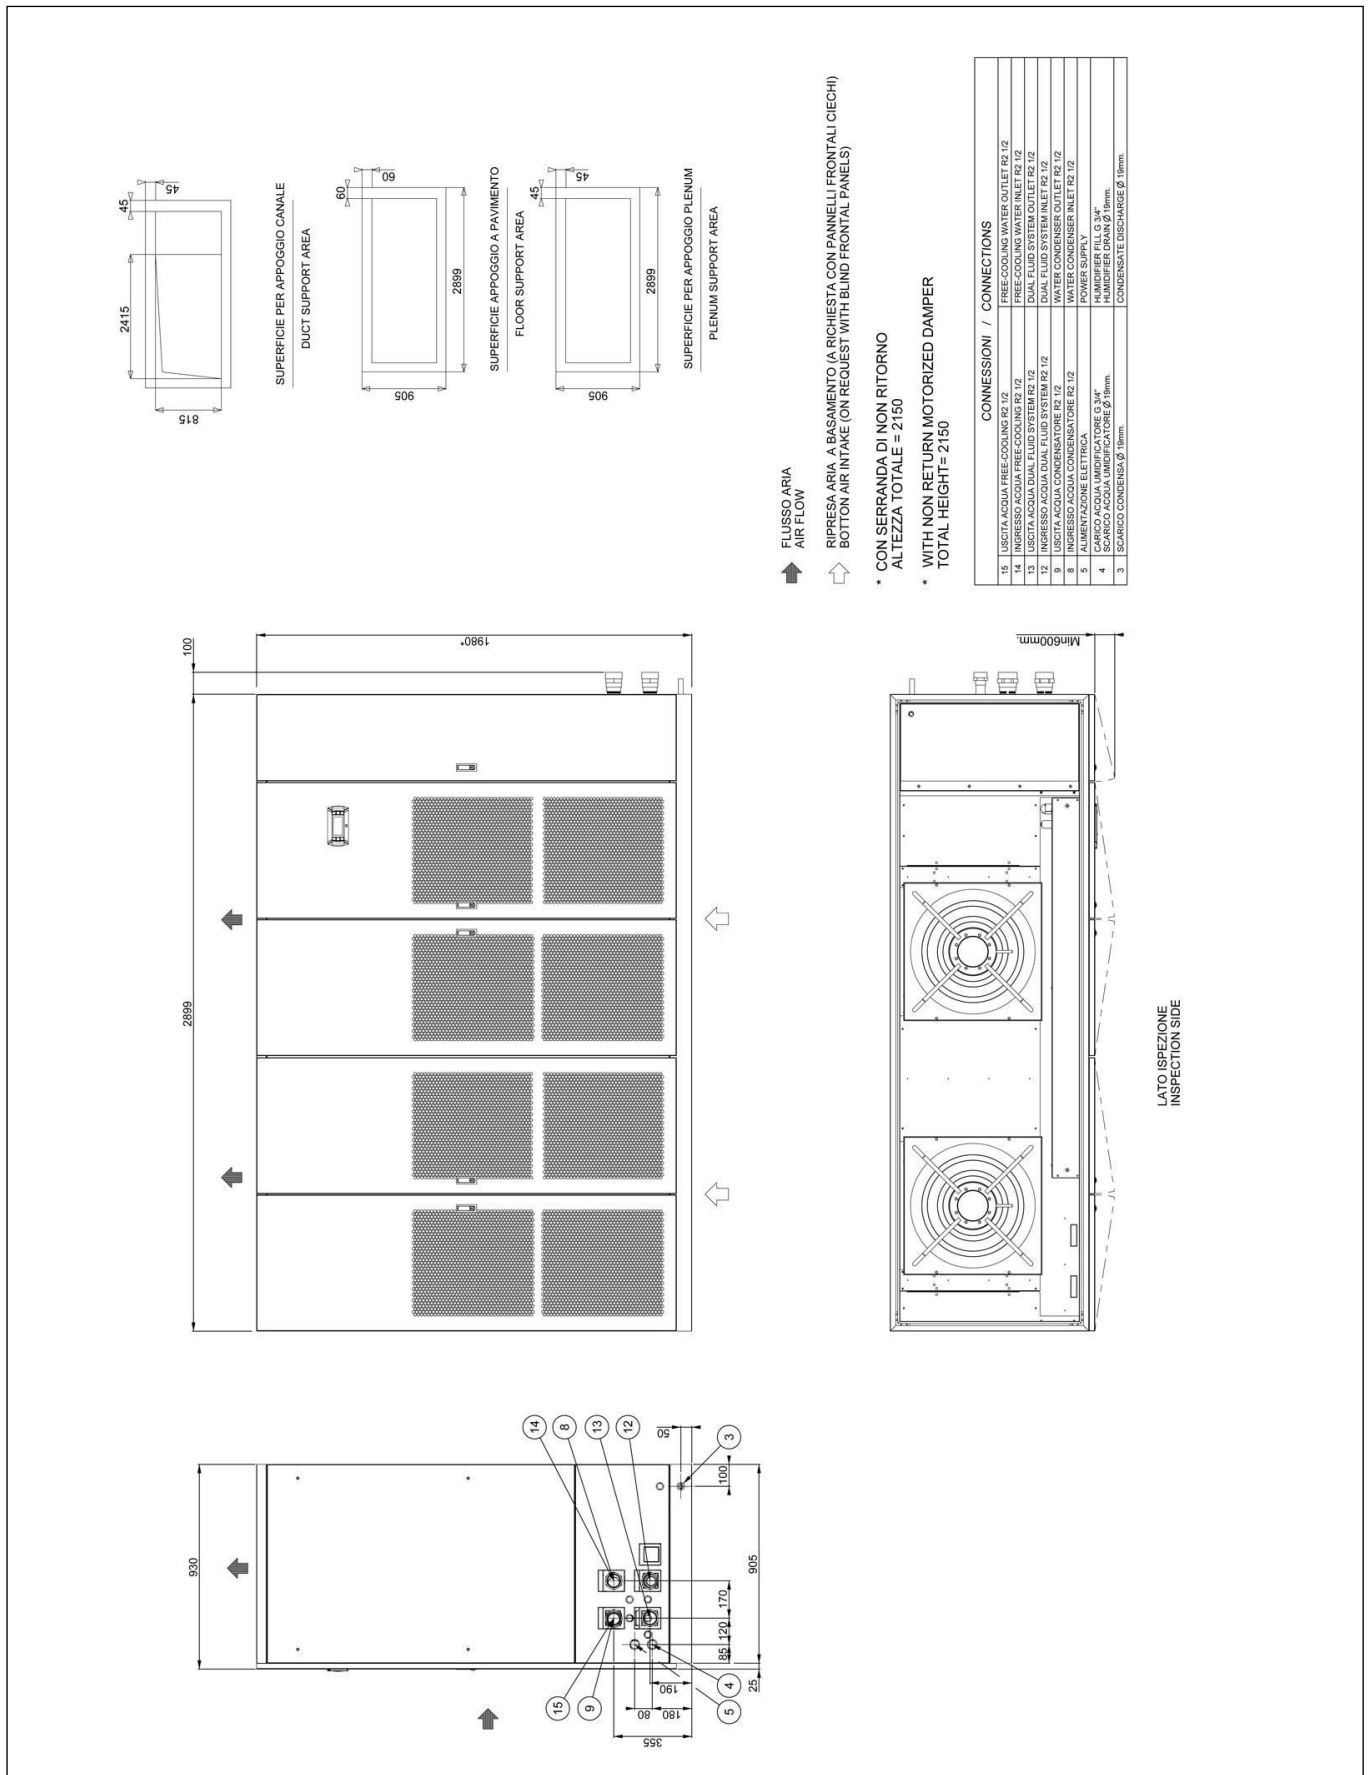 45
45
2415
815
SUPERFICIE PER APPOGGIO CANALE
DUCT SUPPORT AREA
60
60
2899
905
SUPERFICIE APPOGGIO A PAVIMENTO
FLOOR SUPPORT AREA
45
45
2899
905
SUPERFICIE PER APPOGGIO PLENUM
PLENUM SUPPORT AREA
FLUSSO ARIA
AIR FLOW
RIPRESA ARIA A BASAMENTO (A RICHIESTA CON PANNELLI FRONTALI CIECHI)
BOTTON AIR INTAKE (ON REQUEST WITH BLIND FRONTAL PANELS)
* CON SERRANDA DI NON RITORNO
ALTEZZA TOTALE = 2150
* WITH NON RETURN MOTORIZED DAMPER
TOTAL HEIGHT= 2150
CONNESSIONI / CONNECTIONS
15 USCITA ACQUA FREE-COOLING R2 1/2 FREE-COOLING WATER OUTLET R2 1/2
14 INGRESSO ACQUA FREE-COOLING R2 1/2 FREE-COOLING WATER INLET R2 1/2
13 USCITA ACQUA DUAL FLUID SYSTEM R2 1/2 DUAL FLUID SYSTEM OUTLET R2 1/2
12 INGRESSO ACQUA DUAL FLUID SYSTEM R2 1/2 DUAL FLUID SYSTEM INLET R2 1/2
9 USCITA ACQUA CONDENSATORE R2 1/2 WATER CONDENSER OUTLET R2 1/2
8 INGRESSO ACQUA CONDENSATORE R2 1/2 WATER CONDENSER INLET R2 1/2
5 ALIMENTAZIONE ELETTRICA POWER SUPPLY
4 CARICO ACQUA UMIDIFICATORE G 3/4" HUMIDIFIER FILL G 3/4"
SCARICO ACQUA UMIDIFICATORE Ø 19mm. HUMIDIFIER DRAIN Ø 19mm.
3 SCARICO CONDENSA Ø 19mm. CONDENSATE DISCHARGE Ø 19mm.
100
2899
1980*
Min600mm.
LATO ISPEZIONE
INSPECTION SIDE
930
14
8
13
12
50
3
100
905
170
120
85
25
190
180
80
355
15
9
4
5